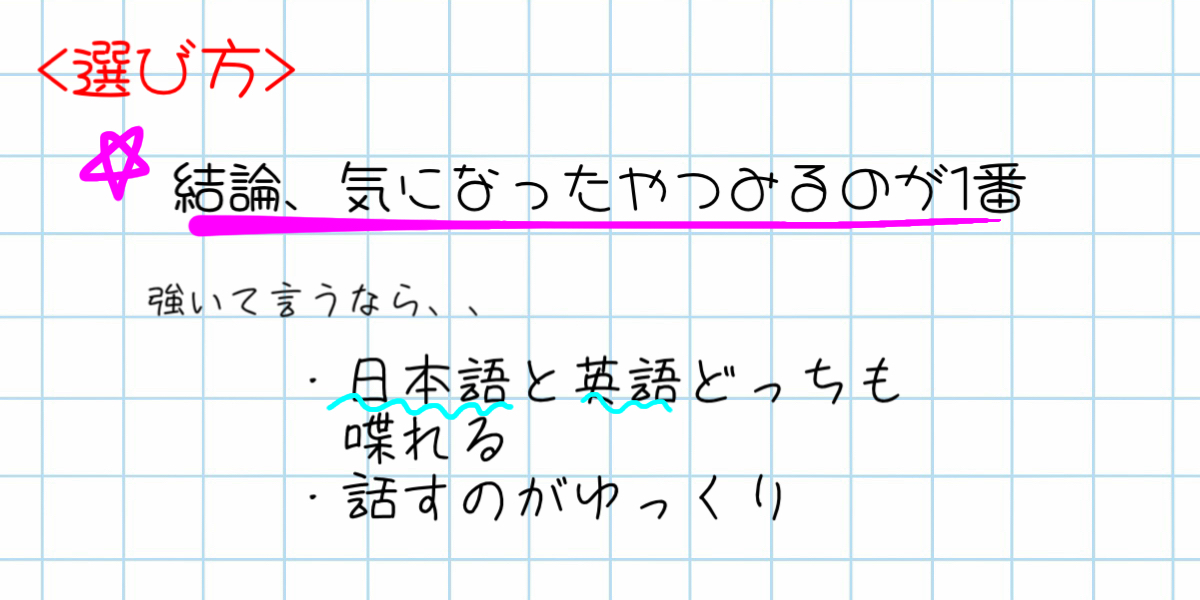 <選び方>
結論、気になったやつみるのが1番
強いて言うなら、、
・日本語と英語どっちも
喋れる
・話すのがゆっくり